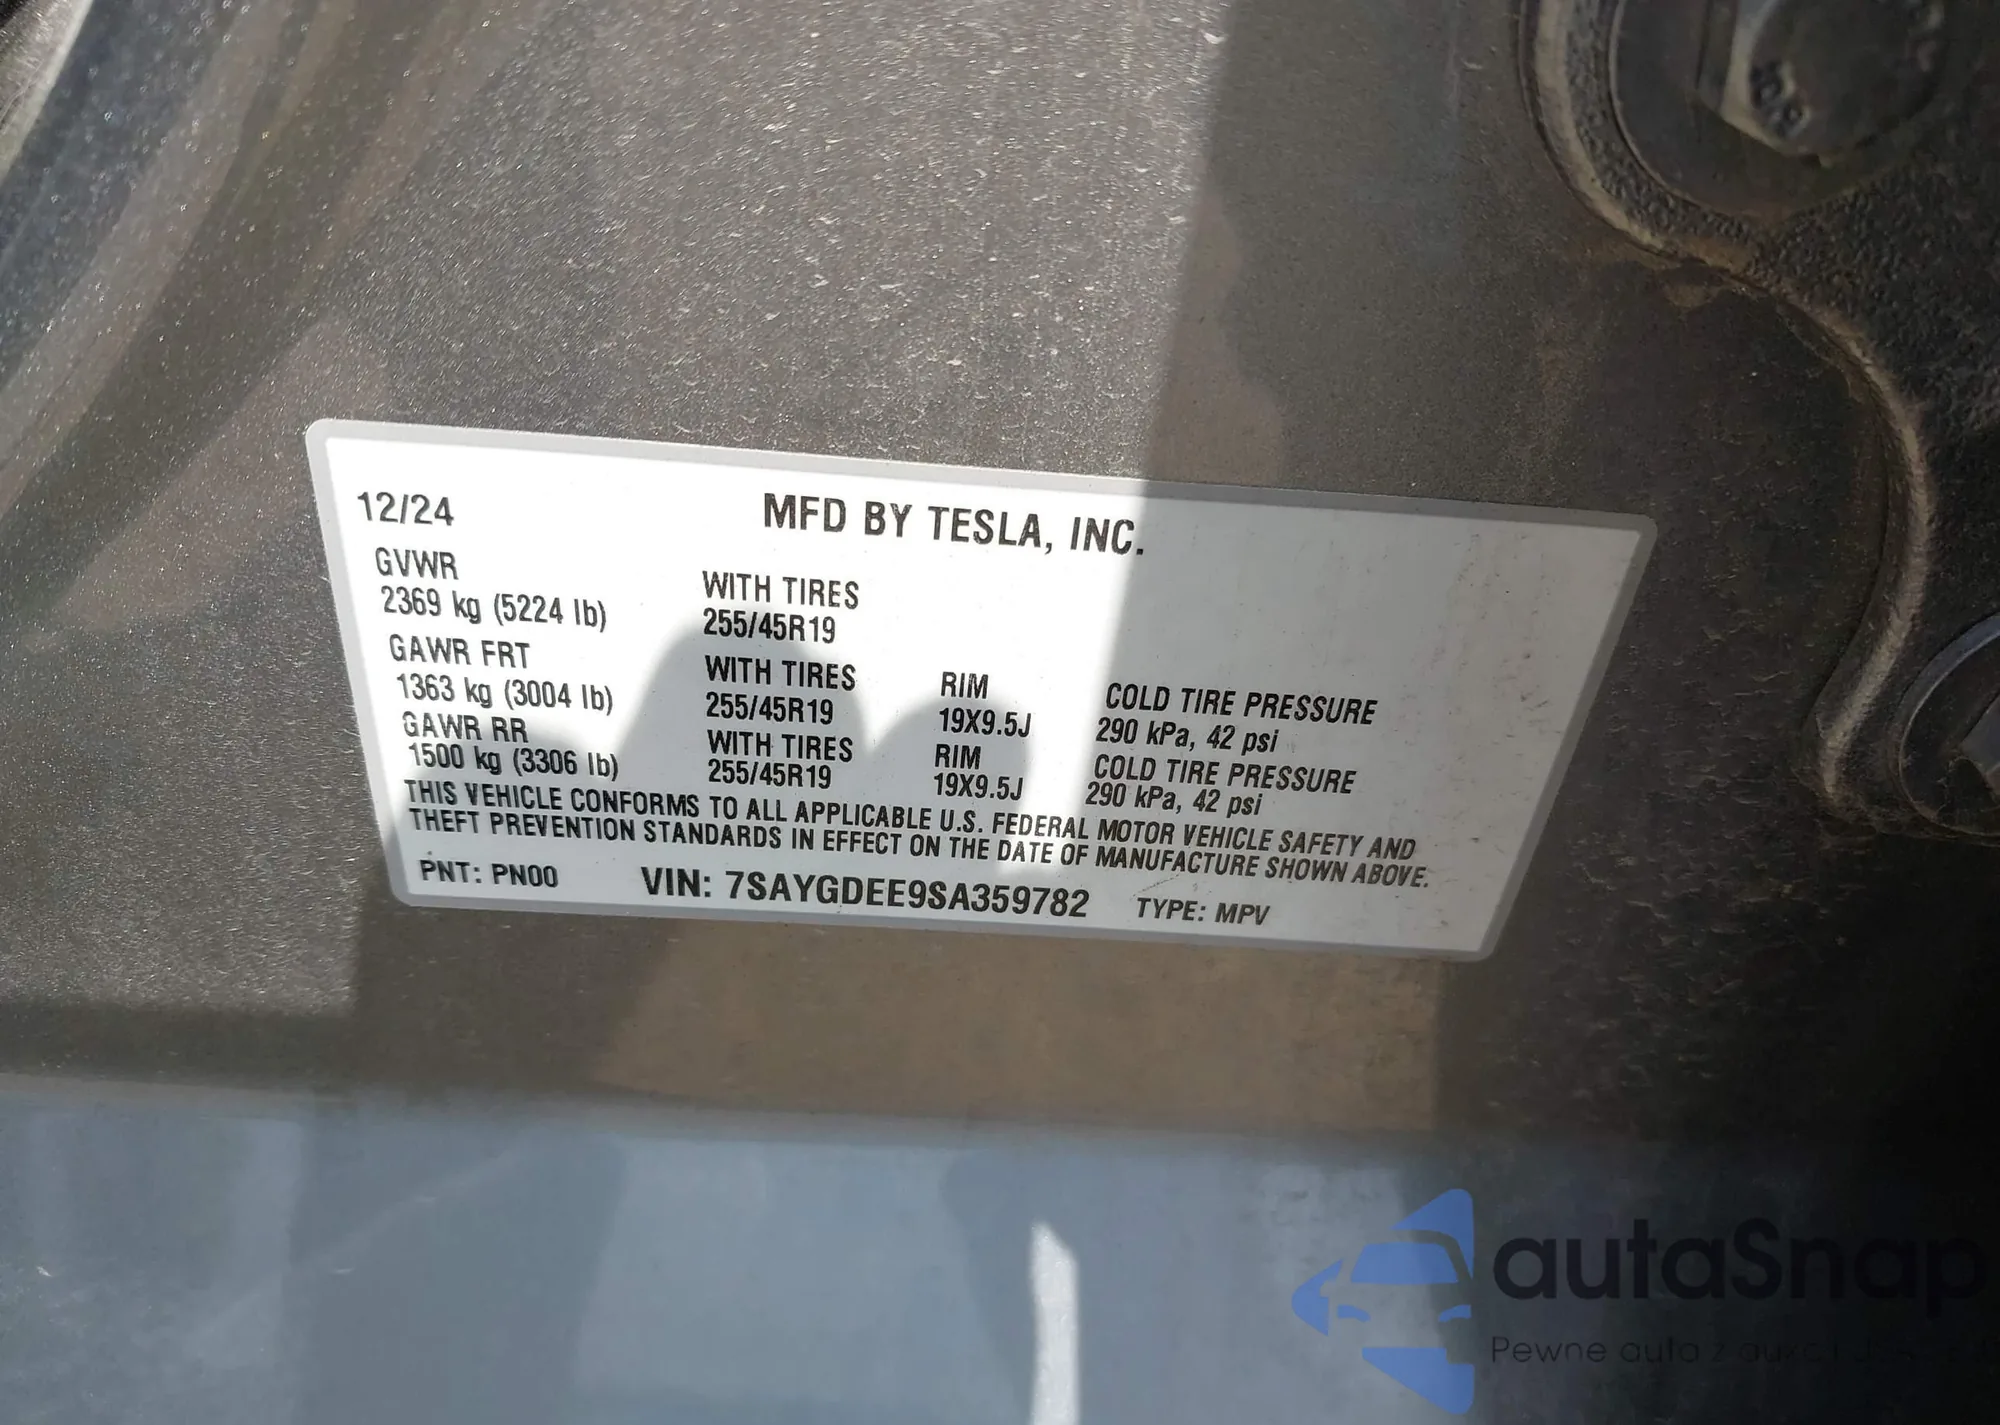 12/24 MFD BY TESLA, INC.
GVWR
2369 kg (5224 lb)
WITH TIRES
255/45R19
GAWR FRT
1363 kg (3004 lb)
WITH TIRES
255/45R19
RIM
19X9.5J
COLD TIRE PRESSURE
290 kPa, 42 psi
GAWR RR
1500 kg (3306 lb)
WITH TIRES
255/45R19
RIM
19X9.5J
COLD TIRE PRESSURE
290 kPa, 42 psi
THIS VEHICLE CONFORMS TO ALL APPLICABLE U.S. FEDERAL MOTOR VEHICLE SAFETY AND
THEFT PREVENTION STANDARDS IN EFFECT ON THE DATE OF MANUFACTURE SHOWN ABOVE.
PNT: PN00 VIN: 7SAYGDEE9SA359782 TYPE: MPV
autaSnap
Pewne auta z